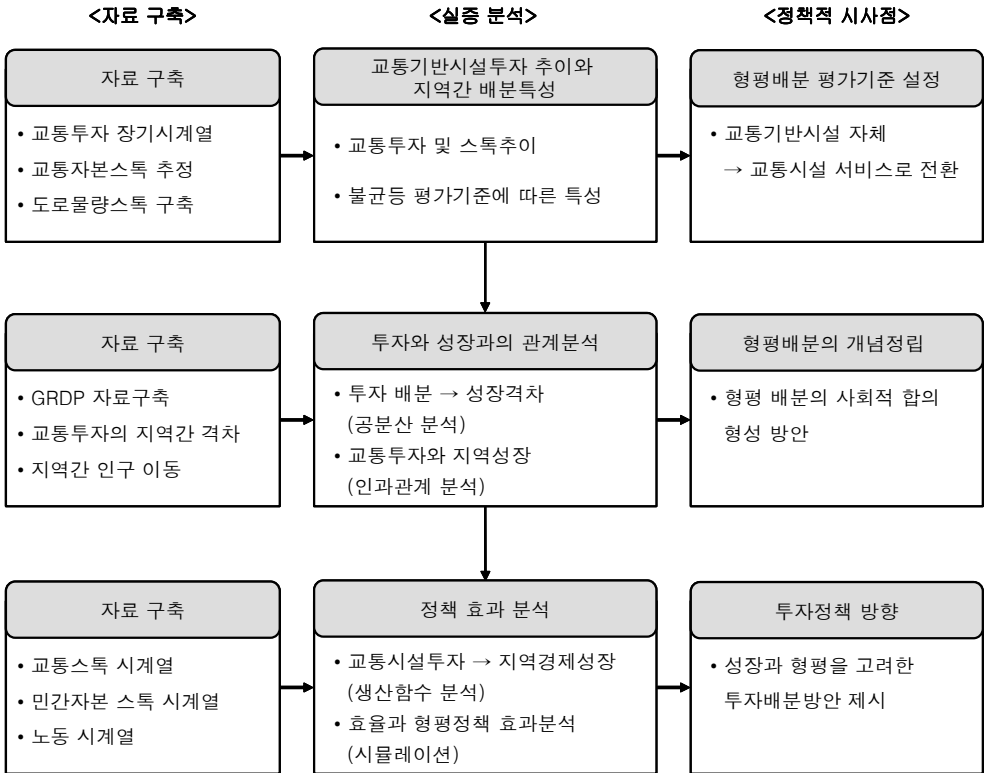 <자료 구축>
<실증 분석>
<정책적 시사점>
자료 구축
• 교통투자 장기시계열
• 교통자본스톡 추정
• 도로물량스톡 구축
교통기반시설투자 추이와
지역간 배분특성
• 교통투자 및 스톡추이
• 불균등 평가기준에 따른 특성
형평배분 평가기준 설정
• 교통기반시설 자체
→ 교통시설 서비스로 전환
자료 구축
• GRDP 자료구축
• 교통투자의 지역간 격차
• 지역간 인구 이동
투자와 성장과의 관계분석
• 투자 배분 → 성장격차
(공분산 분석)
• 교통투자와 지역성장
(인과관계 분석)
형평배분의 개념정립
• 형평 배분의 사회적 합의
형성 방안
자료 구축
• 교통스톡 시계열
• 민간자본 스톡 시계열
• 노동 시계열
정책 효과 분석
• 교통시설투자 → 지역경제성장
(생산함수 분석)
• 효율과 형평정책 효과분석
(시뮬레이션)
투자정책 방향
• 성장과 형평을 고려한
투자배분방안 제시